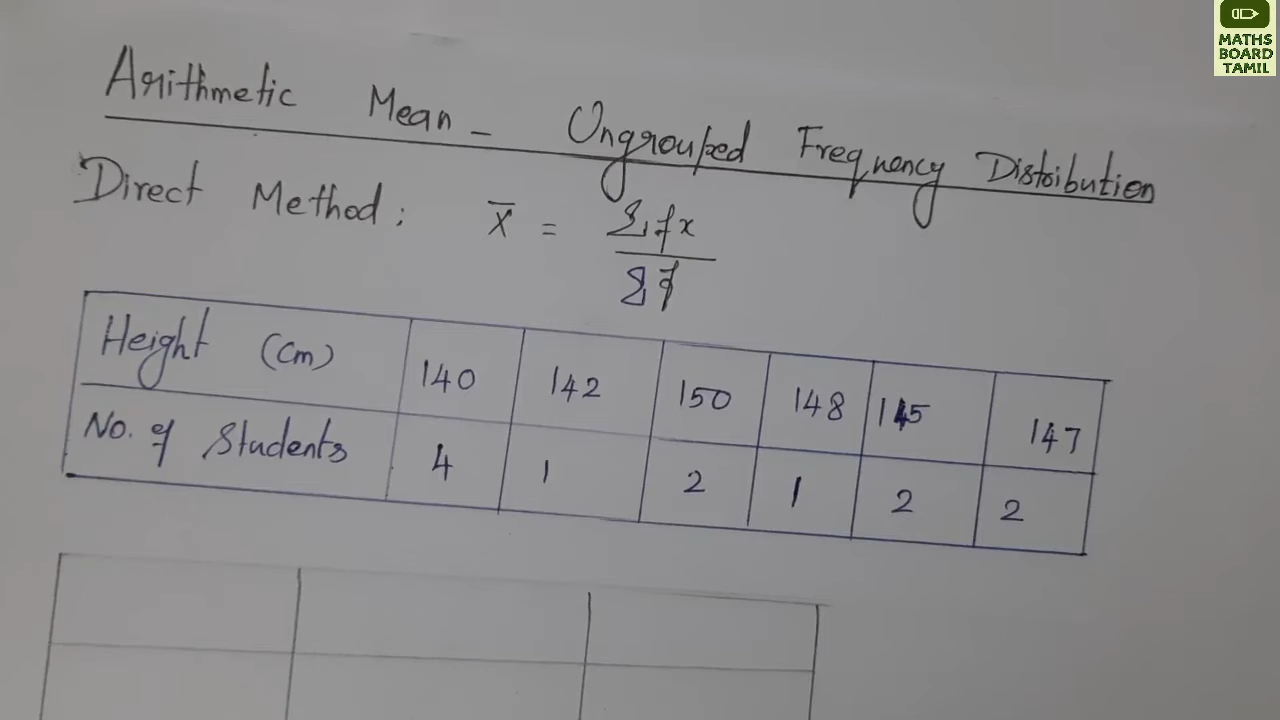 Arithmetic Mean - Ungrouped Frequency Distribution
Direct Method: x̄ = Σfx / Σf
Height (cm) 140 142 150 148 145 147
No. of Students 4 1 2 1 2 2
MATHS
BOARD
TAMIL